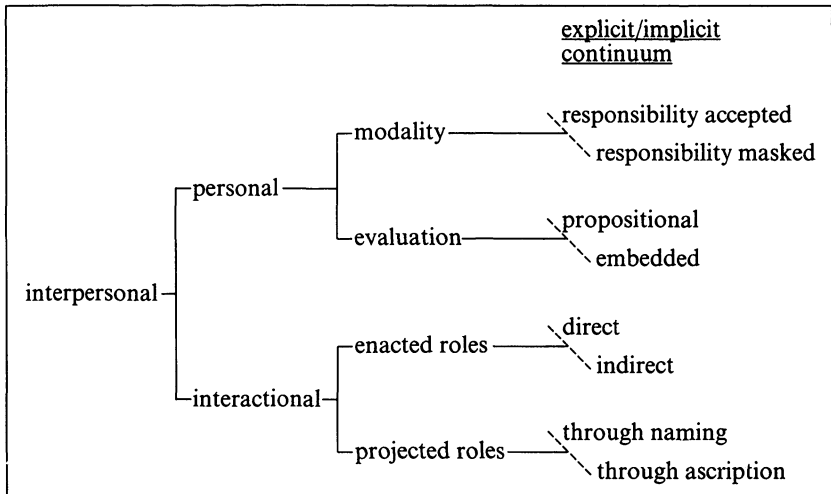 explicit/implicit
continuum
responsibility accepted
modality
responsibility masked
personal
propositional
evaluation
embedded
interpersonal
direct
enacted roles
indirect
interactional
through naming
projected roles
through ascription